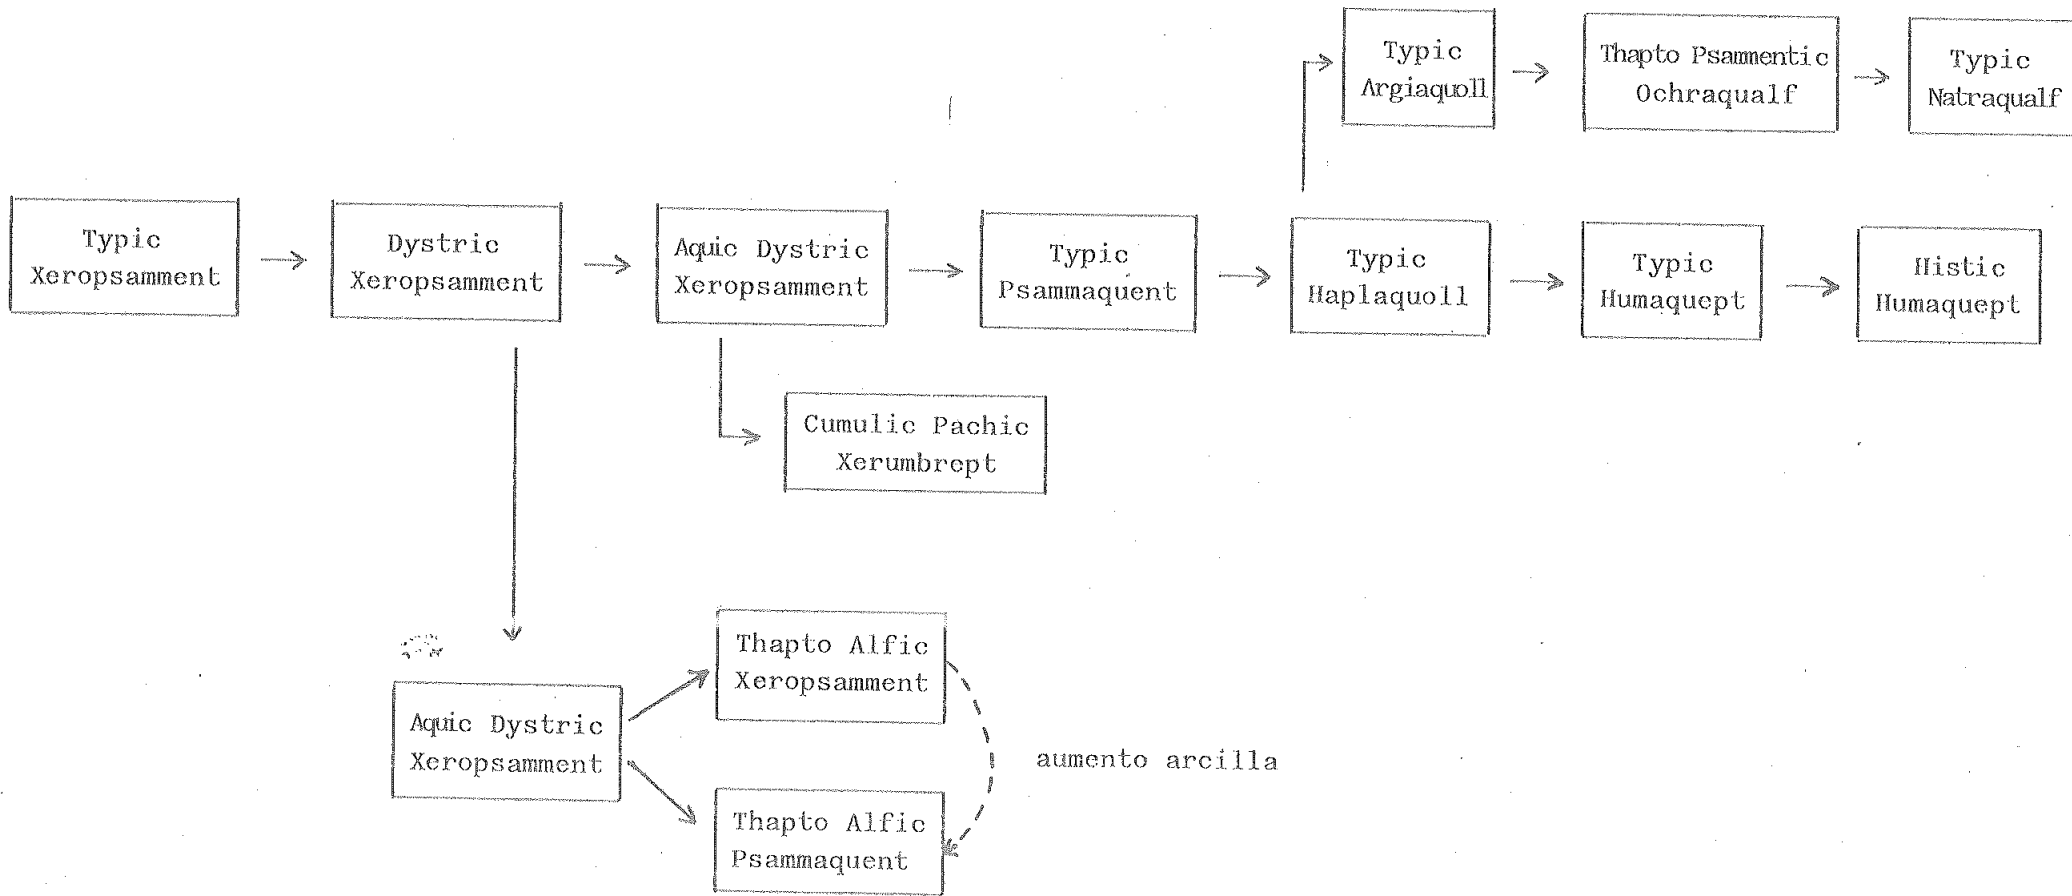 Typic
Argiaquoll
Thapto Psammentic
Ochraqualf
Typic
Natraqualf
Typic
Xeropsamment
Dystric
Xeropsamment
Aquic Dystric
Xeropsamment
Typic
Psammaquent
Typic
Haplaquoll
Typic
Humaquept
Histic
Humaquept
Cumulic Pachic
Xerumbrept
Thapto Alfic
Xeropsamment
Aquic Dystric
Xeropsamment
aumento arcilla
Thapto Alfic
Psammaquent